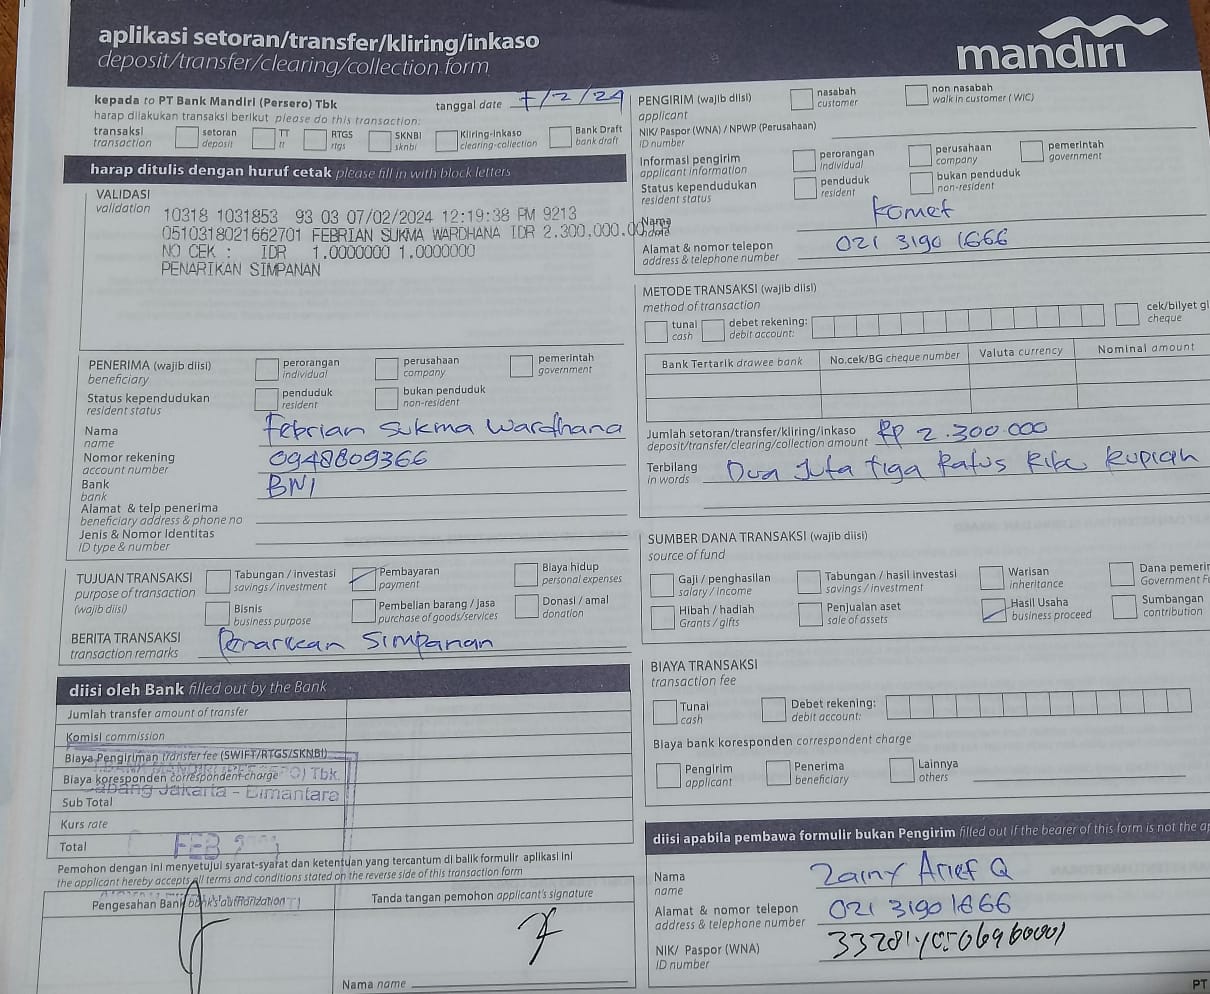 aplikasi setoran/transfer/kliring/inkaso
deposit/transfer/clearing/collection form
mandiri
kepada to PT Bank Mandiri (Persero) Tbk
tanggal date 7/2/24
harap dilakukan transaksi berikut please do this transaction:
transaksi transaction
setoran deposit
TT tt
RTGS rtgs
SKNBI sknbi
Kliring-Inkaso clearing-collection
Bank Draft bank draft
harap ditulis dengan huruf cetak please fill in with block letters
VALIDASI
validation
10318 1031853 93 03 07/02/2024 12:19:38 PM 9213
0510318021662701 FEBRIAN SUKMA WARDHANA IDR 2.300,000.00
NO CEK : IDR 1.0000000 1.0000000
PENARIKAN SIMPANAN
PENERIMA (wajib diisi)
beneficiary
perorangan individual
perusahaan company
pemerintah government
Status kependudukan
resident status
penduduk resident
bukan penduduk non-resident
Nama name Febrian Sukma Wardhana
Nomor rekening account number 0948809366
Bank bank BNI
Alamat & telp penerima
beneficiary address & phone no
Jenis & Nomor Identitas
ID type & number
TUJUAN TRANSAKSI
purpose of transaction
(wajib diisi)
Tabungan / investasi savings / investment
Pembayaran payment
Biaya hidup personal expenses
Bisnis business purpose
Pembelian barang / jasa purchase of goods/services
Donasi / amal donation
BERITA TRANSAKSI
transaction remarks
Penarikan Simpanan
diisi oleh Bank filled out by the Bank
Jumlah transfer amount of transfer
Komisi commission
Biaya Pengiriman transfer fee (SWIFT/RTGS/SKNBI)
Biaya koresponden correspondent charge
Tbk.
Cabang Jakarta - Bimantara
Sub Total
Kurs rate
Total
FEB
Pemohon dengan ini menyetujui syarat-syarat dan ketentuan yang tercantum di balik formulir aplikasi ini
the applicant hereby accepts all terms and conditions stated on the reverse side of this transaction form
Pengesahan Bank bank's authorization
Tanda tangan pemohon applicant's signature
Nama name
PENGIRIM (wajib diisi)
applicant
nasabah customer
non nasabah walk in customer (WIC)
NIK/ Paspor (WNA) / NPWP (Perusahaan)
ID number
Informasi pengirim
applicant information
perorangan individual
perusahaan company
pemerintah government
Status kependudukan
resident status
penduduk resident
bukan penduduk non-resident
Nama name Komet
Alamat & nomor telepon
address & telephone number
021 3190 1666
METODE TRANSAKSI (wajib diisi)
method of transaction
tunai cash
debet rekening: debit account:
cek/bilyet gi
cheque
Bank Tertarik drawee bank
No.cek/BG cheque number
Valuta currency
Nominal amount
Jumlah setoran/transfer/kliring/inkaso
deposit/transfer/clearing/collection amount
Rp 2.300.000
Terbilang in words Dua Juta Tiga Ratus Ribu Rupiah
SUMBER DANA TRANSAKSI (wajib diisi)
source of fund
Gaji / penghasilan salary / income
Tabungan / hasil investasi savings / investment
Warisan inheritance
Dana pemerin
Government F
Hibah / hadiah Grants / gifts
Penjualan aset sale of assets
Hasil Usaha business proceed
Sumbangan contribution
BIAYA TRANSAKSI
transaction fee
Tunai cash
Debet rekening: debit account:
Biaya bank koresponden correspondent charge
Pengirim applicant
Penerima beneficiary
Lainnya others
diisi apabila pembawa formulir bukan Pengirim filled out if the bearer of this form is not the a
Nama name Zainy Arief Q
Alamat & nomor telepon
address & telephone number
021 3190 1666
NIK/ Paspor (WNA)
ID number
PT